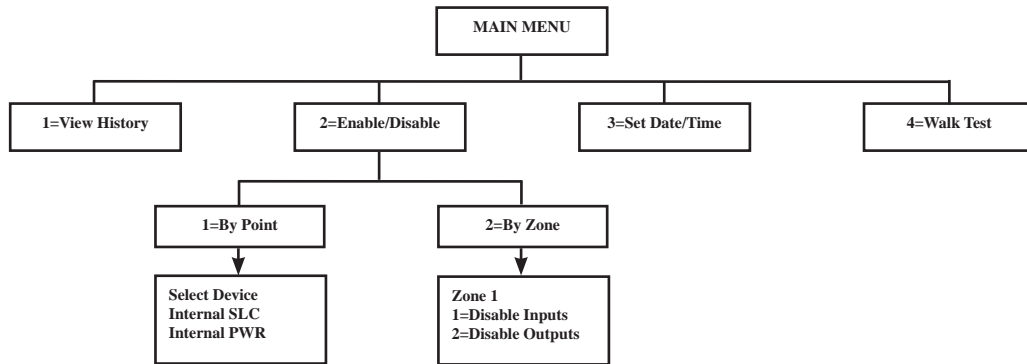 MAIN MENU
1=View History
2=Enable/Disable
3=Set Date/Time
4=Walk Test
1=By Point
2=By Zone
Select Device
Internal SLC
Internal PWR
Zone 1
1=Disable Inputs
2=Disable Outputs